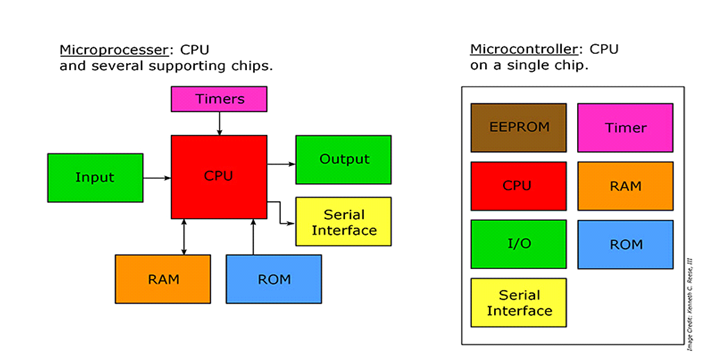 Microprocesser: CPU
and several supporting chips.
Timers
Input
CPU
Output
Serial
Interface
RAM
ROM
Microcontroller: CPU
on a single chip.
EEPROM
Timer
CPU
RAM
I/O
ROM
Serial
Interface
Image Credit: Kenneth C. Reese, III